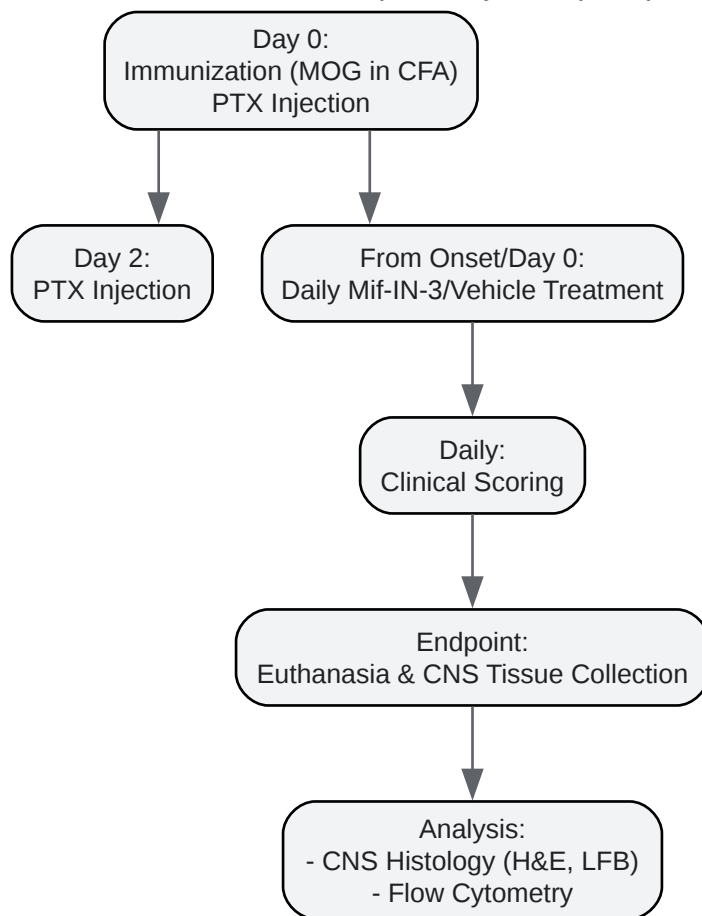 Day 0:
Immunization (MOG in CFA)
PTX Injection
Day 2:
PTX Injection
From Onset/Day 0:
Daily Mif-IN-3/Vehicle Treatment
Daily:
Clinical Scoring
Endpoint:
Euthanasia & CNS Tissue Collection
Analysis:
- CNS Histology (H&E, LFB)
- Flow Cytometry